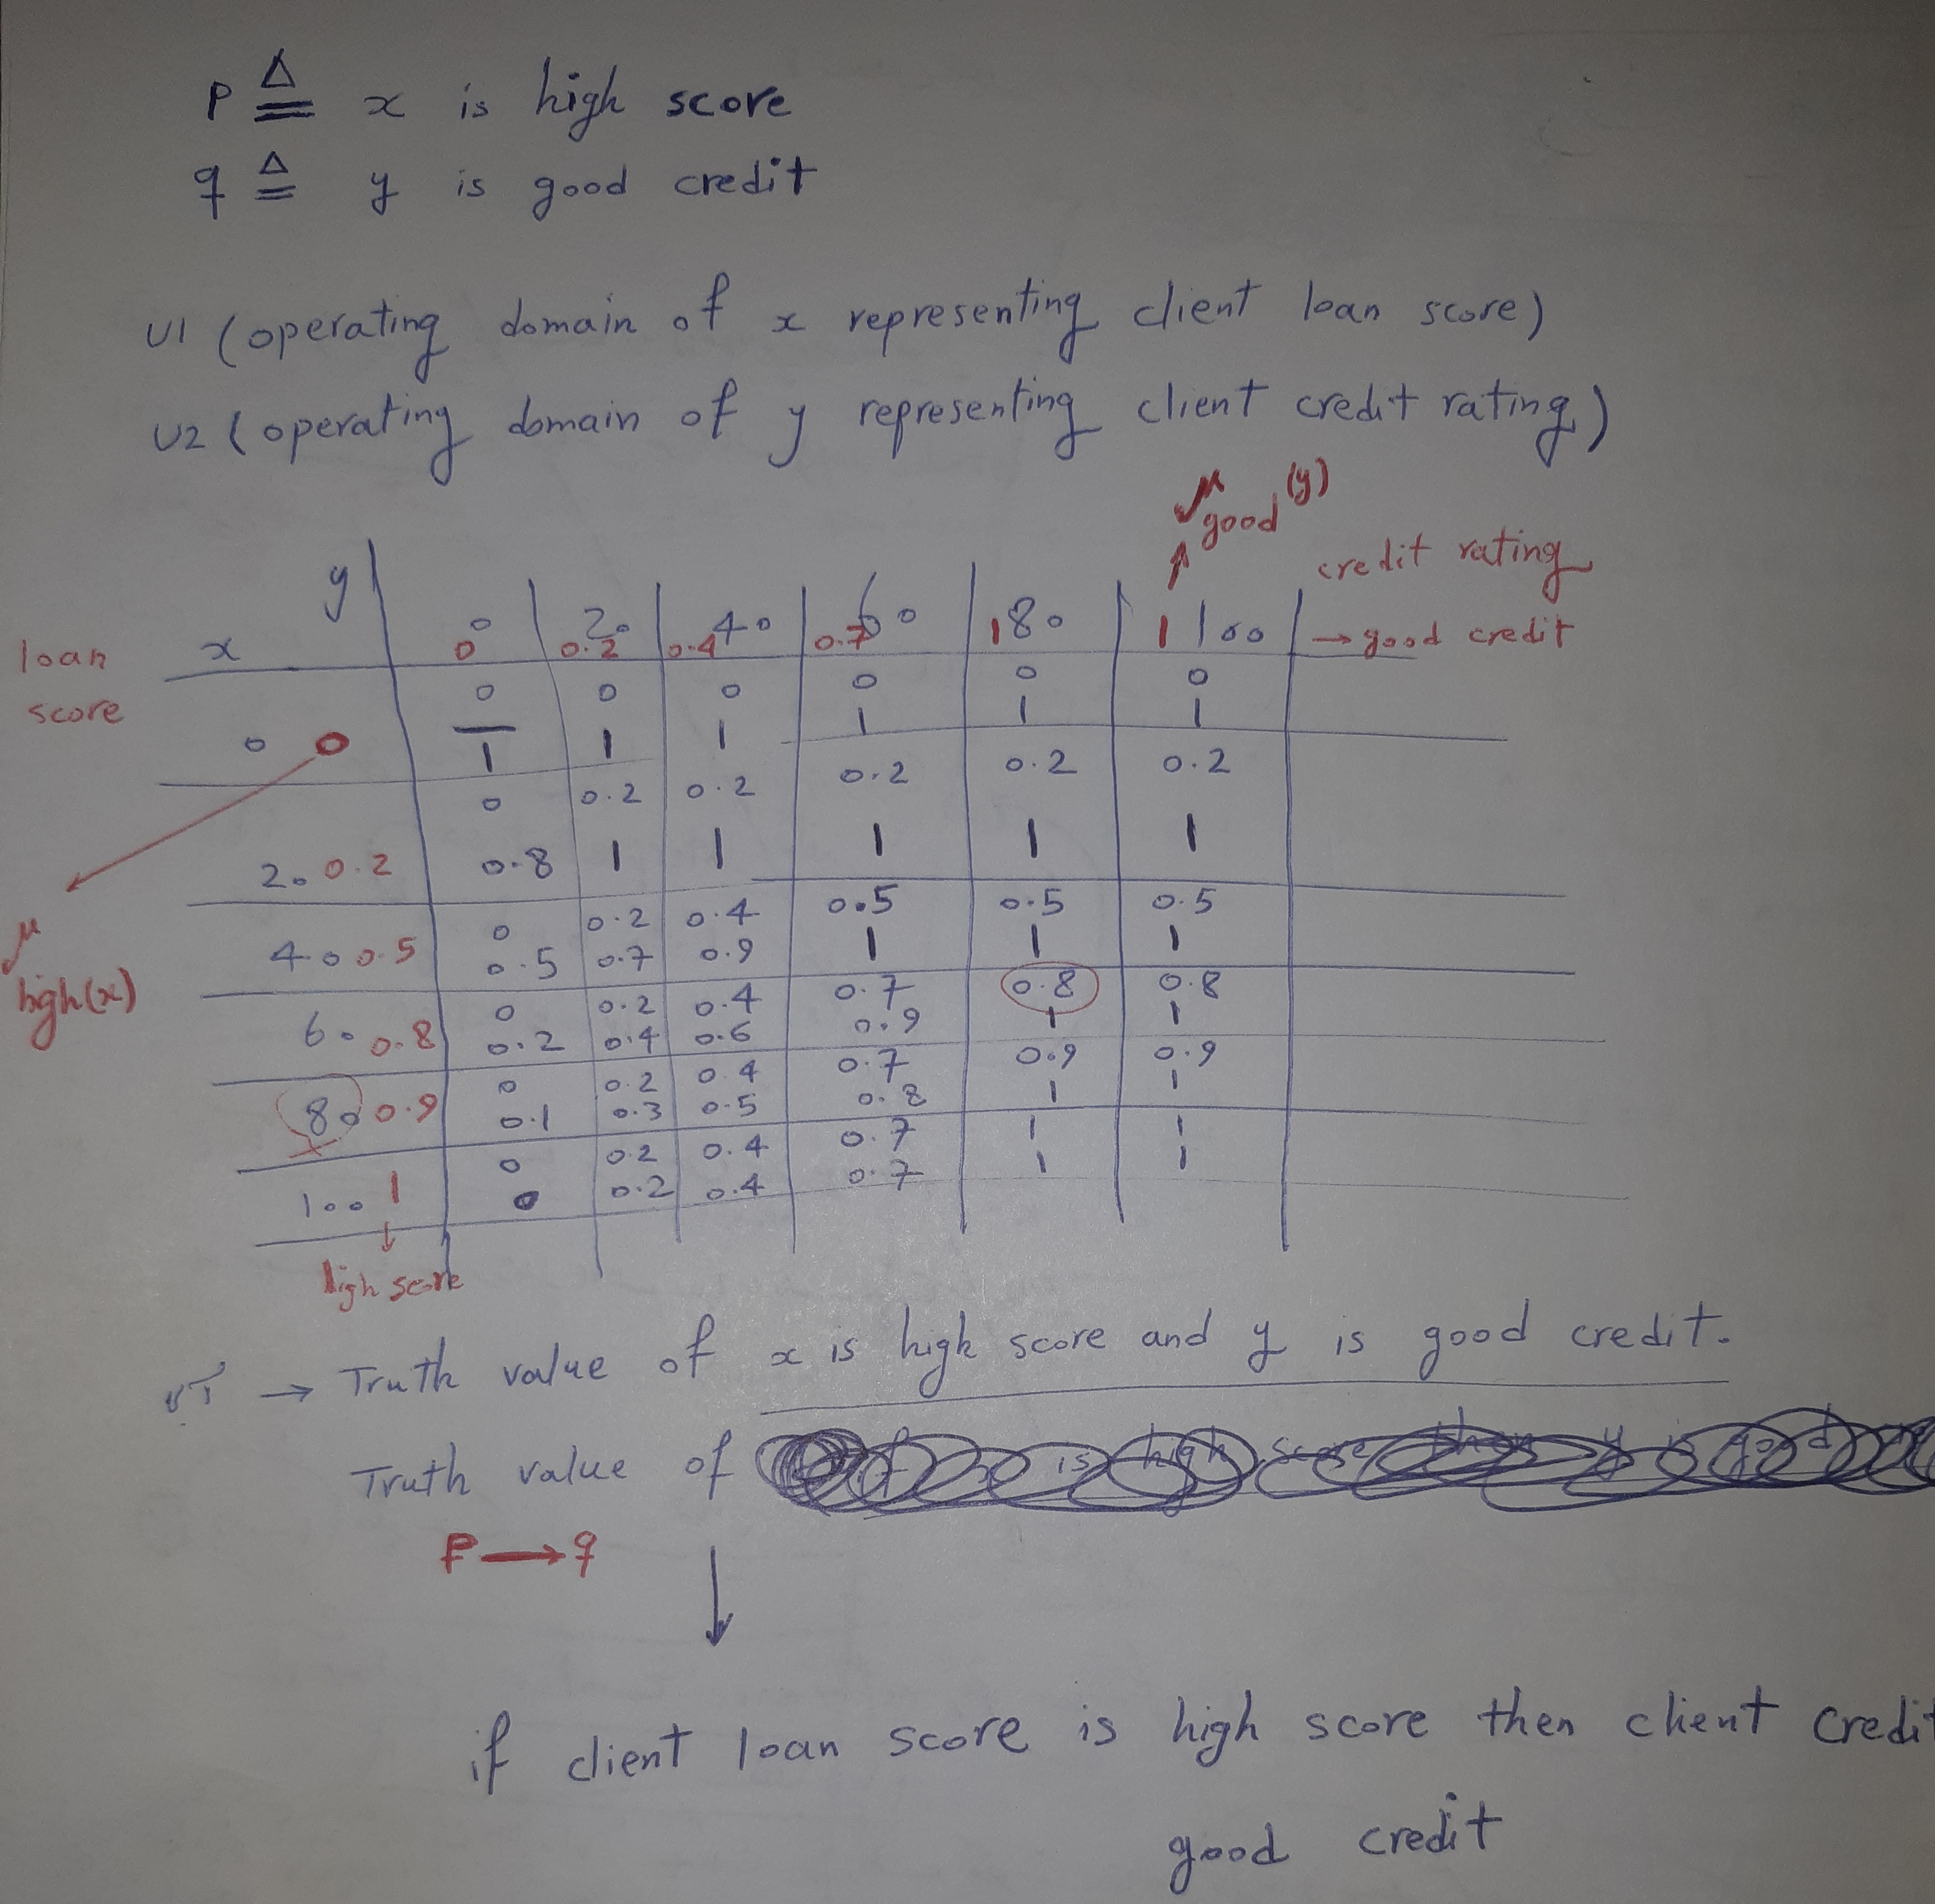 p ≜ x is high score
q ≜ y is good credit
U1 (operating domain of x representing client loan score)
U2 (operating domain of y representing client credit rating)
μ good (y)
credit rating
y 0 20 40 60 80 100
loan score x 0 0.2 0.4 0.7 1 1 → good credit
0 0 0 0 0 0
0 0 1 1 1 1 1 1
0 0.2 0.2 0.2 0.2 0.2
20 0.2 0.8 1 1 1 1 1
0 0.2 0.4 0.5 0.5 0.5
40 0.5 0.5 0.7 0.9 1 1 1
μ high(x)
0 0.2 0.4 0.7 0.8 0.8
60 0.8 0.2 0.4 0.6 0.9 1 1
0 0.2 0.4 0.7 0.9 0.9
80 0.9 0.1 0.3 0.5 0.8 1 1
0 0.2 0.4 0.7 1 1
100 1 0 0.2 0.4 0.7 1 1
high score
→ Truth value of x is high score and y is good credit.
Truth value of
P → q
↓
if client loan score is high score then client credit
good credit